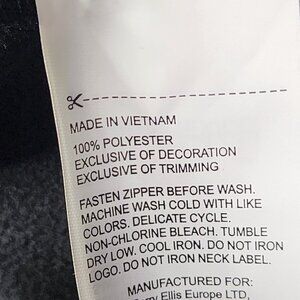 MADE IN VIETNAM
100% POLYESTER
EXCLUSIVE OF DECORATION
EXCLUSIVE OF TRIMMING
FASTEN ZIPPER BEFORE WASH.
MACHINE WASH COLD WITH LIKE
COLORS. DELICATE CYCLE.
NON-CHLORINE BLEACH. TUMBLE
DRY LOW. COOL IRON. DO NOT IRON
LOGO. DO NOT IRON NECK LABEL.
MANUFACTURED FOR:
Ellis Europe LTD,